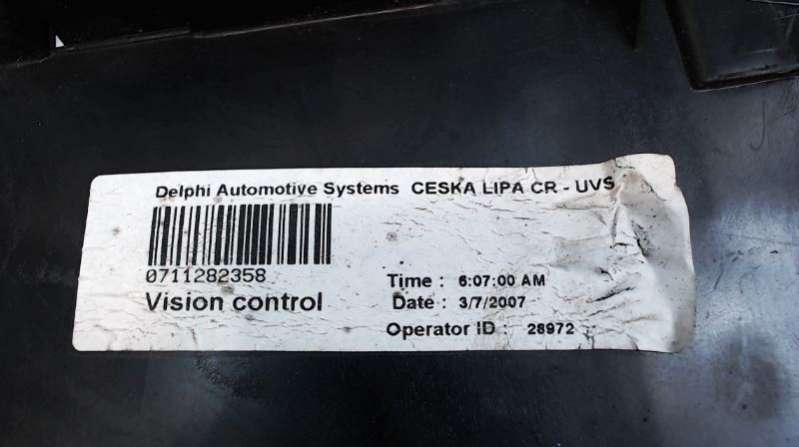 Delphi Automotive Systems CESKA LIPA CR - UVS
0711282358
Vision control
Time : 6:07:00 AM
Date : 3/7/2007
Operator ID : 28972